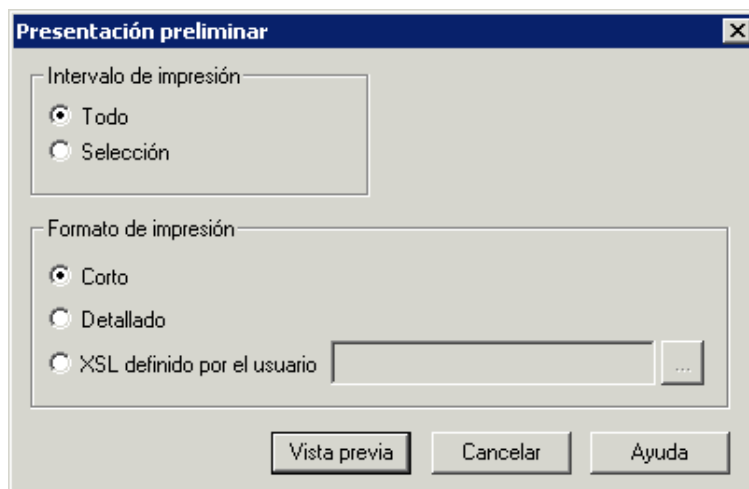 Presentación preliminar
Intervalo de impresión
Todo
Selección
Formato de impresión
Corto
Detallado
XSL definido por el usuario ...
Vista previa Cancelar Ayuda